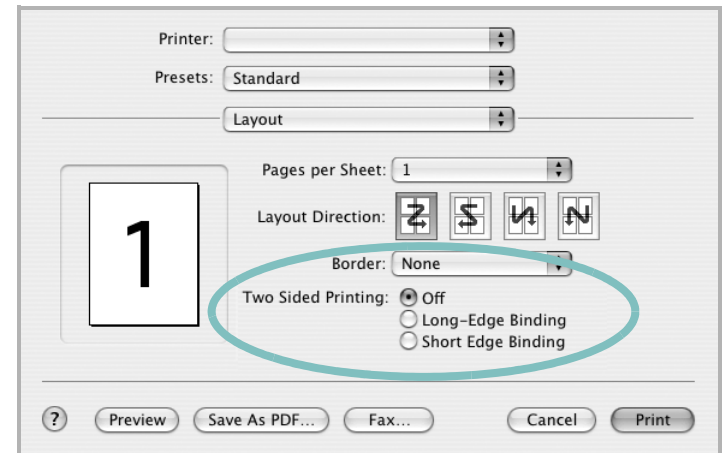 Printer:
Presets: Standard
Layout
Pages per Sheet: 1
Layout Direction:
1
Border: None
Two Sided Printing: Off
Long-Edge Binding
Short Edge Binding
? Preview Save As PDF... Fax... Cancel Print